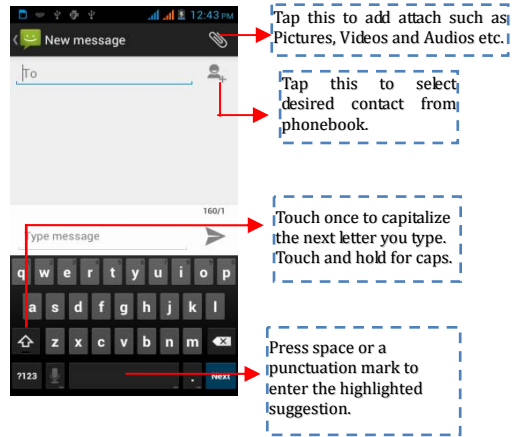 12:43 PM
New message
To
160/1
Type message
q w e r t y u i o p
a s d f g h j k l
z x c v b n m
?123 . Next
Tap this to add attach such as
Pictures, Videos and Audios etc.
Tap this to select
desired contact from
phonebook.
Touch once to capitalize
the next letter you type.
Touch and hold for caps.
Press space or a
punctuation mark to
enter the highlighted
suggestion.